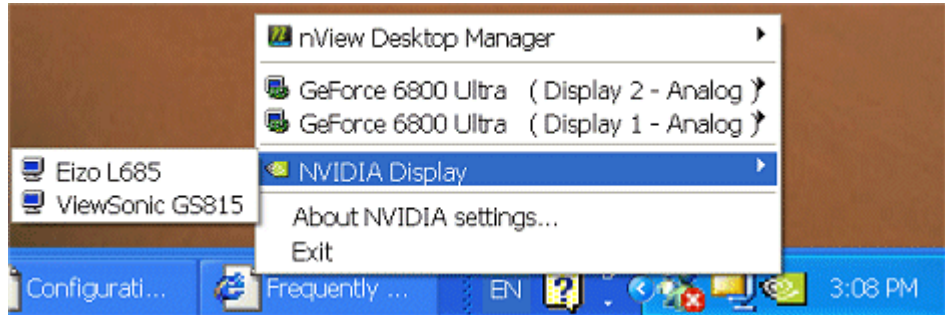 nView Desktop Manager
GeForce 6800 Ultra ( Display 2 - Analog )
GeForce 6800 Ultra ( Display 1 - Analog )
NVIDIA Display
Eizo L685
ViewSonic GS815
About NVIDIA settings...
Exit
Configurati...
Frequently ...
EN
3:08 PM